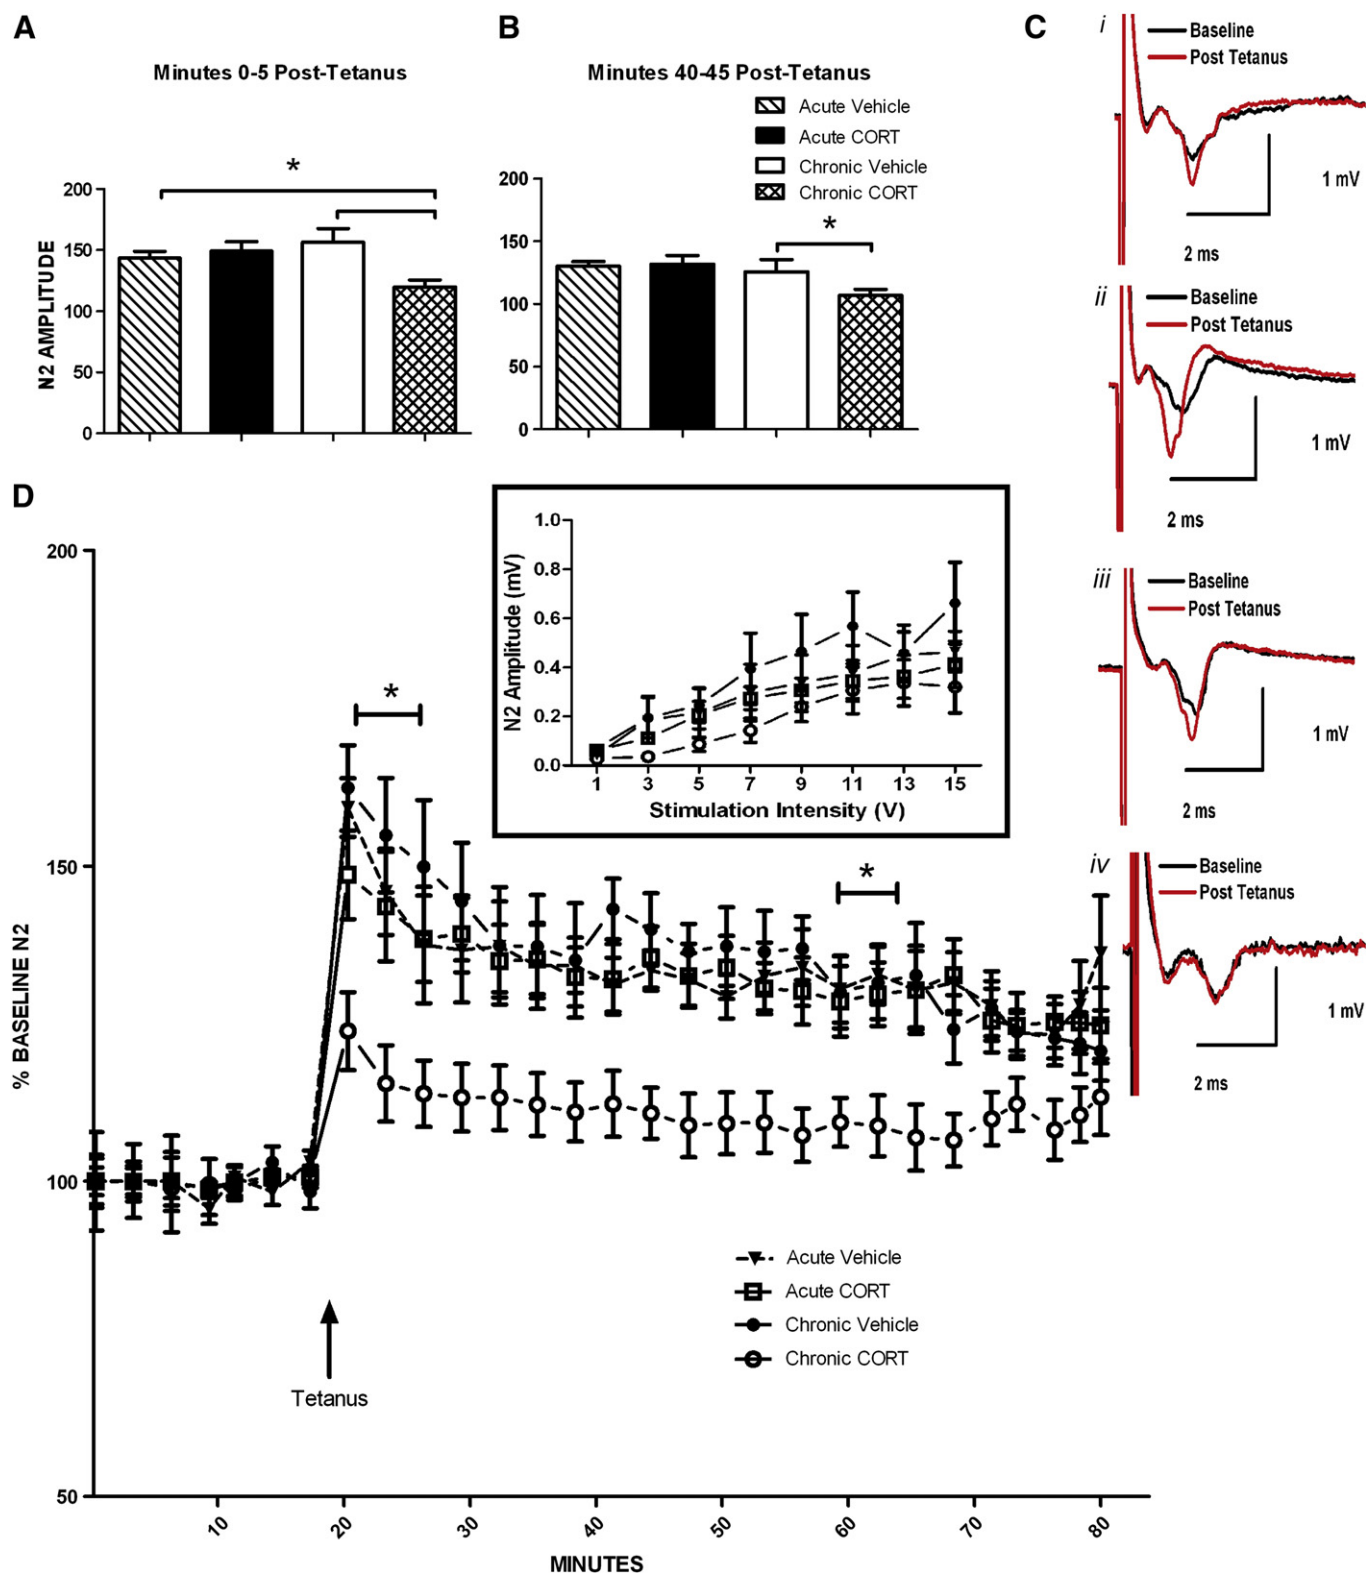 A
Minutes 0-5 Post-Tetanus
*
N2 AMPLITUDE
200
150
100
50
0
B
Minutes 40-45 Post-Tetanus
Acute Vehicle
Acute CORT
Chronic Vehicle
Chronic CORT
*
200
150
100
50
0
C
i
Baseline
Post Tetanus
1 mV
2 ms
ii
Baseline
Post Tetanus
1 mV
2 ms
iii
Baseline
Post Tetanus
1 mV
2 ms
iv
Baseline
Post Tetanus
1 mV
2 ms
D
% BASELINE N2
200
150
100
50
*
*
N2 Amplitude (mV)
1.0
0.8
0.6
0.4
0.2
0.0
1 3 5 7 9 11 13 15
Stimulation Intensity (V)
Acute Vehicle
Acute CORT
Chronic Vehicle
Chronic CORT
Tetanus
10 20 30 40 50 60 70 80
MINUTES